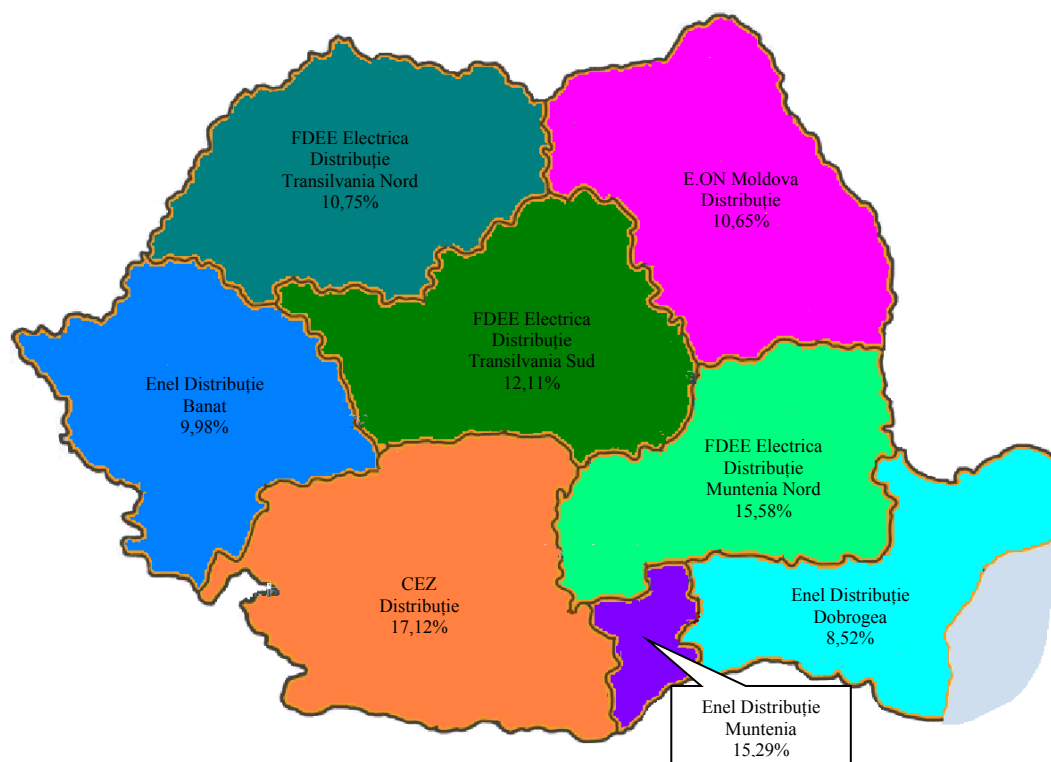 FDEE Electrica
Distribuție
Transilvania Nord
10,75%
E.ON Moldova
Distribuție
10,65%
FDEE Electrica
Distribuție
Transilvania Sud
12,11%
Enel Distribuție
Banat
9,98%
FDEE Electrica
Distribuție
Muntenia Nord
15,58%
CEZ
Distribuție
17,12%
Enel Distribuție
Dobrogea
8,52%
Enel Distribuție
Muntenia
15,29%